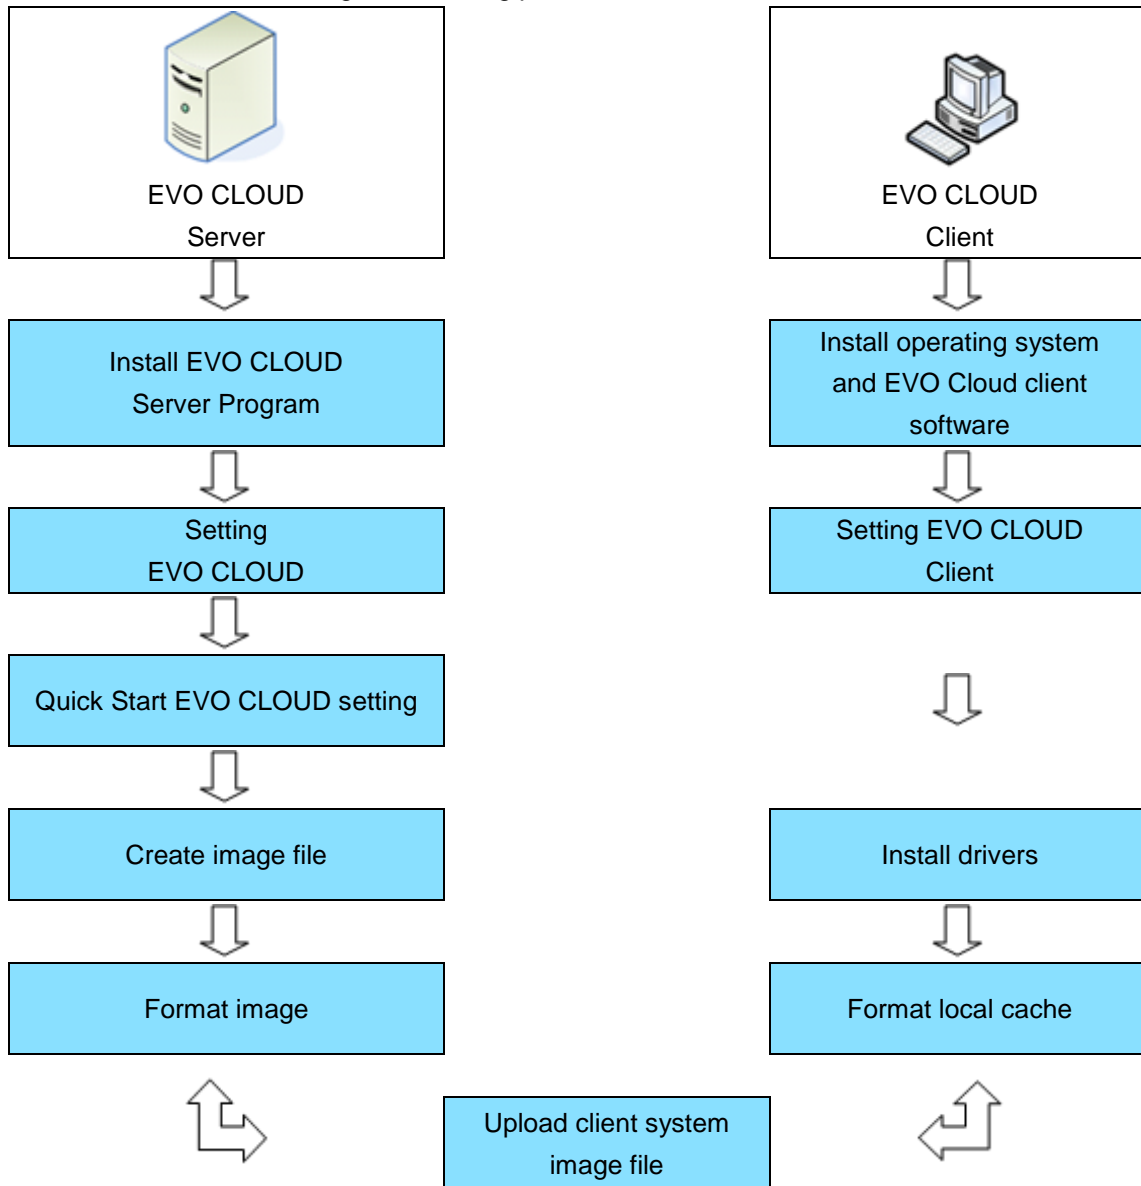 EVO CLOUD
Server
EVO CLOUD
Client
Install EVO CLOUD
Server Program
Install operating system
and EVO Cloud client
software
Setting
EVO CLOUD
Setting EVO CLOUD
Client
Quick Start EVO CLOUD setting
Create image file
Install drivers
Format image
Format local cache
Upload client system
image file